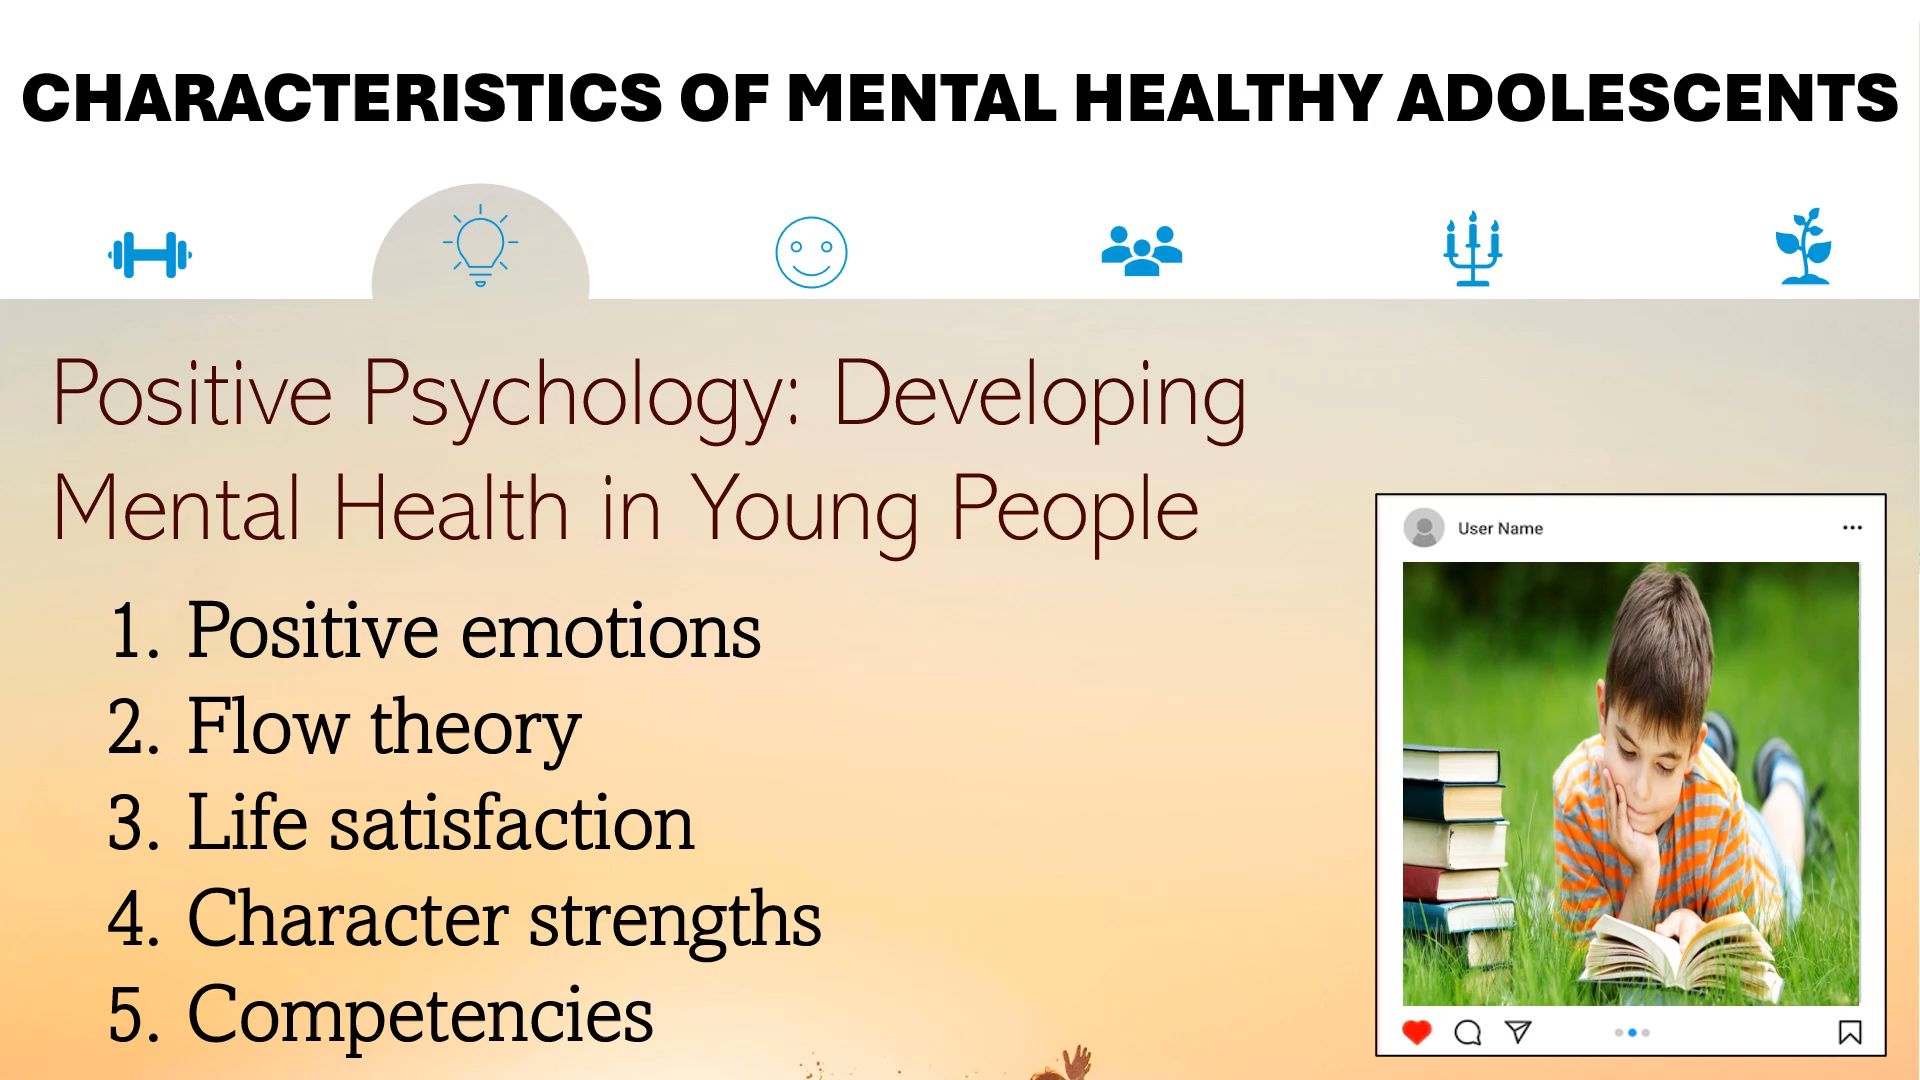 CHARACTERISTICS OF MENTAL HEALTHY ADOLESCENTS
Positive Psychology: Developing
Mental Health in Young People
1. Positive emotions
2. Flow theory
3. Life satisfaction
4. Character strengths
5. Competencies
User Name